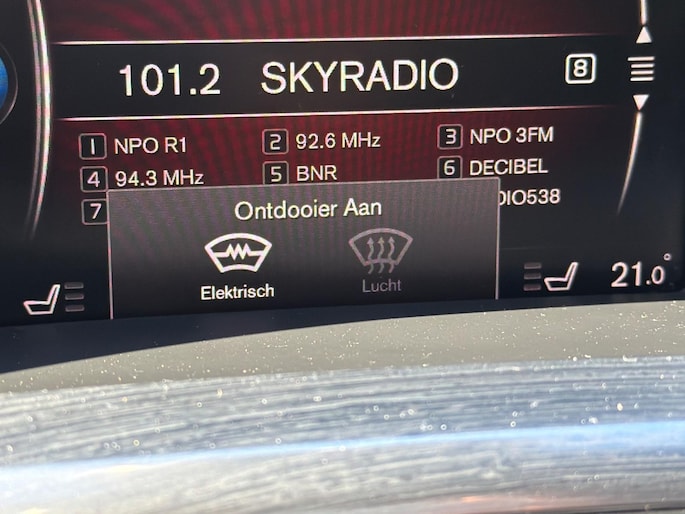 101.2 SKYRADIO 8
1 NPO R1 2 92.6 MHz 3 NPO 3FM
4 94.3 MHz 5 BNR 6 DECIBEL
7
Ontdooier Aan
Elektrisch Lucht
21.0°